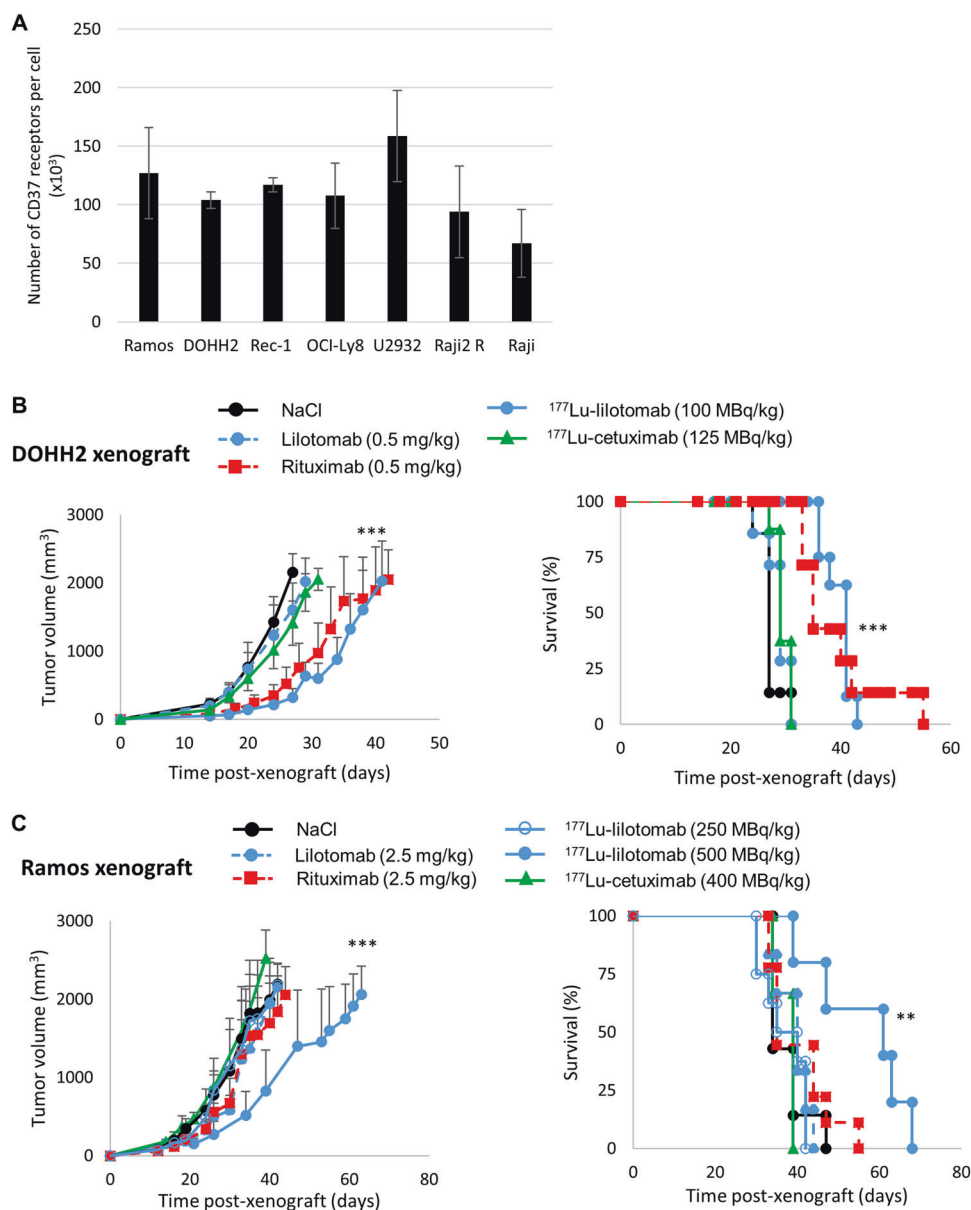 A
Number of CD37 receptors per cell
(x10³)
250
200
150
100
50
0
Ramos DOHH2 Rec-1 OCI-Ly8 U2932 Raji2 R Raji
B
DOHH2 xenograft
NaCl
Lilotomab (0.5 mg/kg)
Rituximab (0.5 mg/kg)
¹⁷⁷Lu-lilotomab (100 MBq/kg)
¹⁷⁷Lu-cetuximab (125 MBq/kg)
Tumor volume (mm³)
3000
2000
1000
0
***
0 10 20 30 40 50
Time post-xenograft (days)
Survival (%)
100
75
50
25
0
***
0 20 40 60
Time post-xenograft (days)
C
Ramos xenograft
NaCl
Lilotomab (2.5 mg/kg)
Rituximab (2.5 mg/kg)
¹⁷⁷Lu-lilotomab (250 MBq/kg)
¹⁷⁷Lu-lilotomab (500 MBq/kg)
¹⁷⁷Lu-cetuximab (400 MBq/kg)
Tumor volume (mm³)
3000
2000
1000
0
***
0 20 40 60 80
Time post-xenograft (days)
Survival (%)
100
75
50
25
0
**
0 20 40 60 80
Time post-xenograft (days)